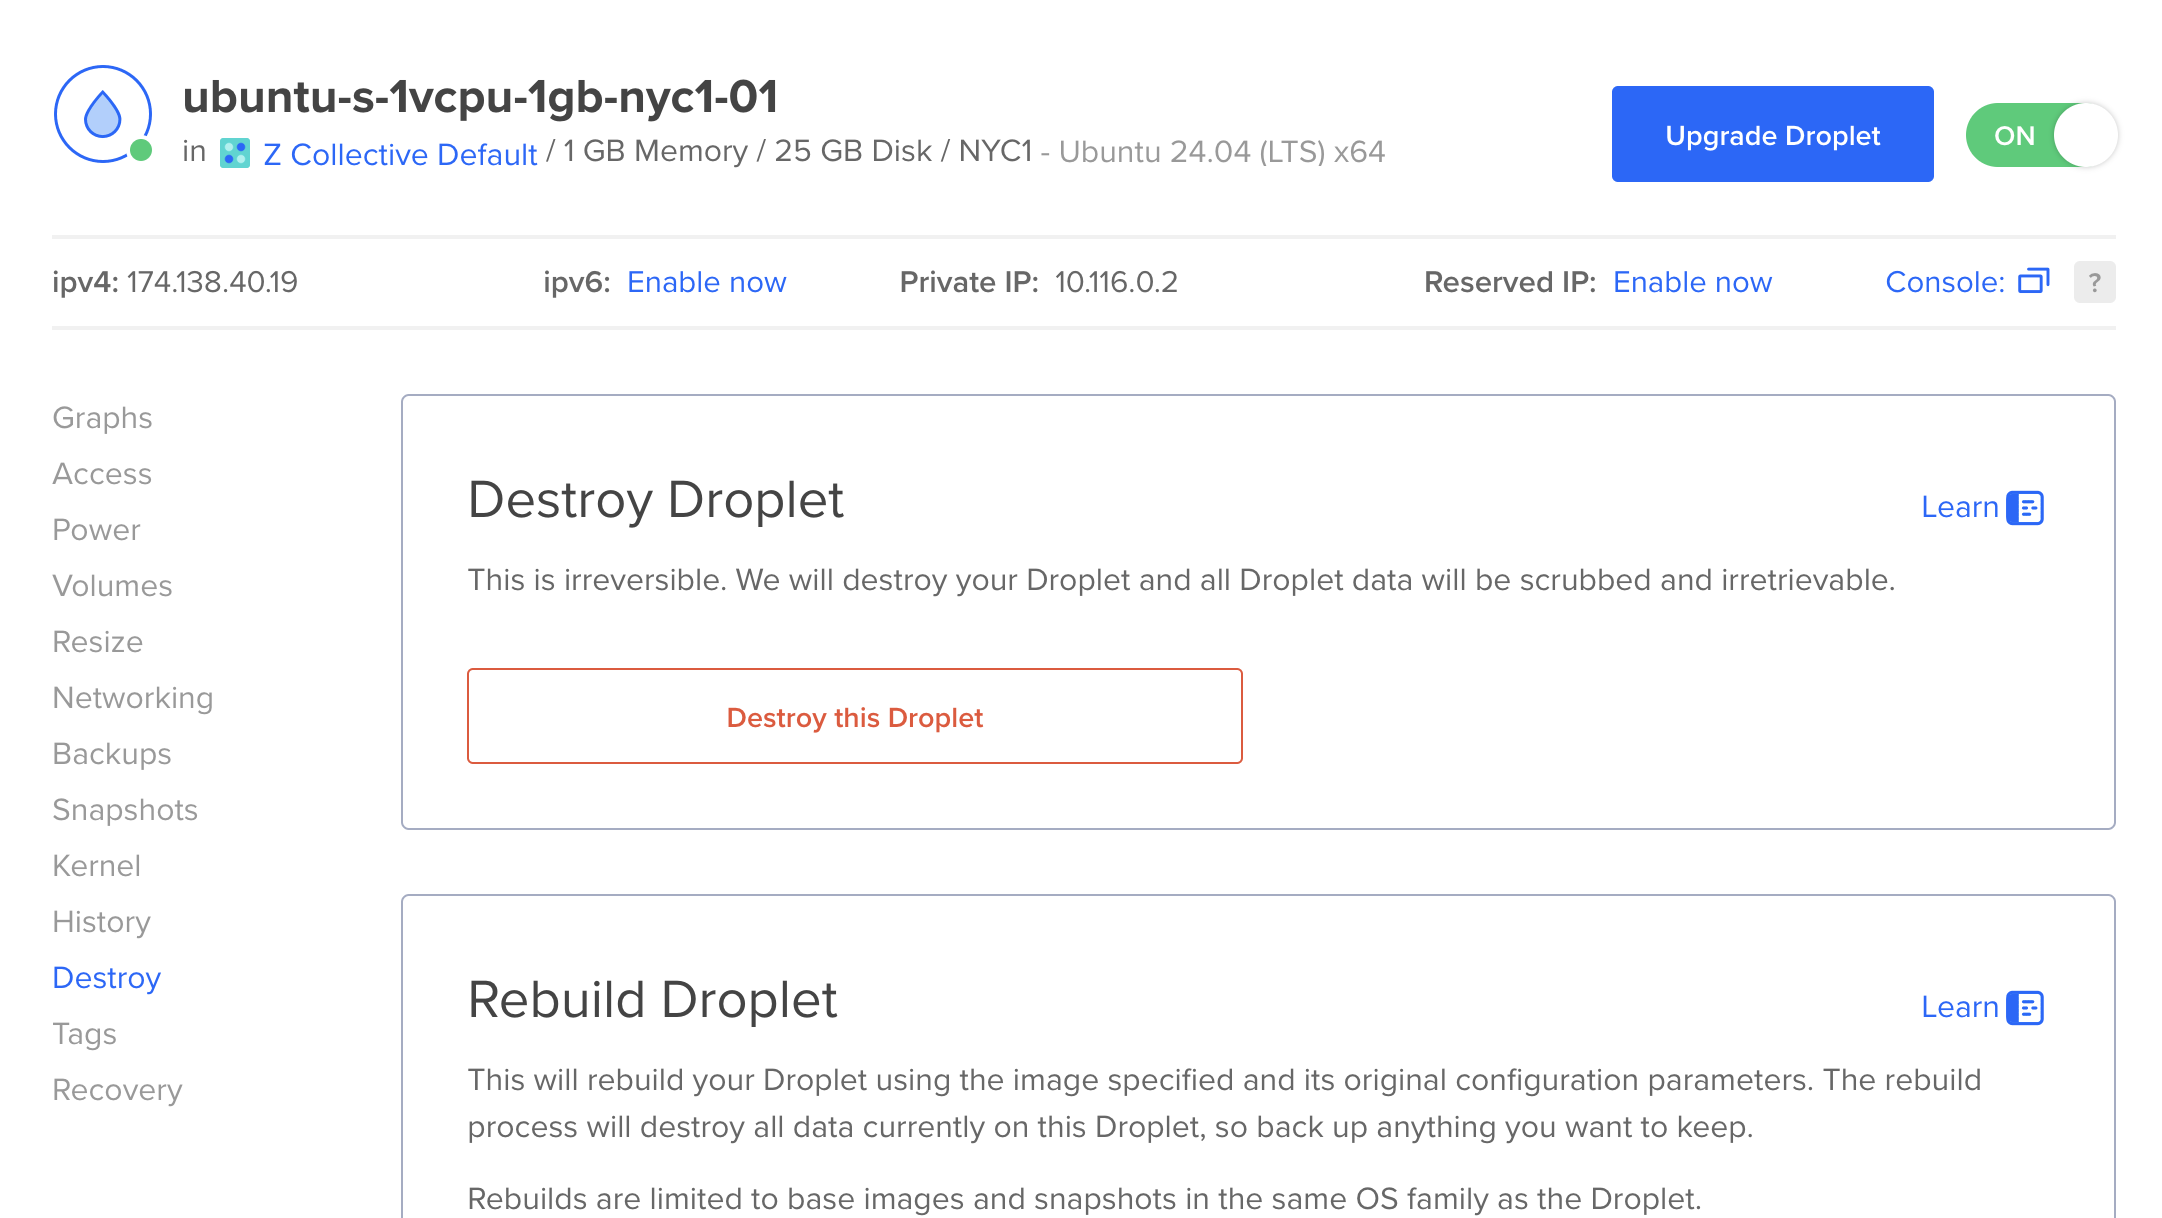 ubuntu-s-1vcpu-1gb-nyc1-01
in Z Collective Default / 1 GB Memory / 25 GB Disk / NYC1 - Ubuntu 24.04 (LTS) x64
Upgrade Droplet
ON
ipv4: 174.138.40.19 ipv6: Enable now Private IP: 10.116.0.2 Reserved IP: Enable now Console: ?
Graphs
Access
Power
Volumes
Resize
Networking
Backups
Snapshots
Kernel
History
Destroy
Tags
Recovery
Destroy Droplet
Learn
This is irreversible. We will destroy your Droplet and all Droplet data will be scrubbed and irretrievable.
Destroy this Droplet
Rebuild Droplet
Learn
This will rebuild your Droplet using the image specified and its original configuration parameters. The rebuild
process will destroy all data currently on this Droplet, so back up anything you want to keep.
Rebuilds are limited to base images and snapshots in the same OS family as the Droplet.